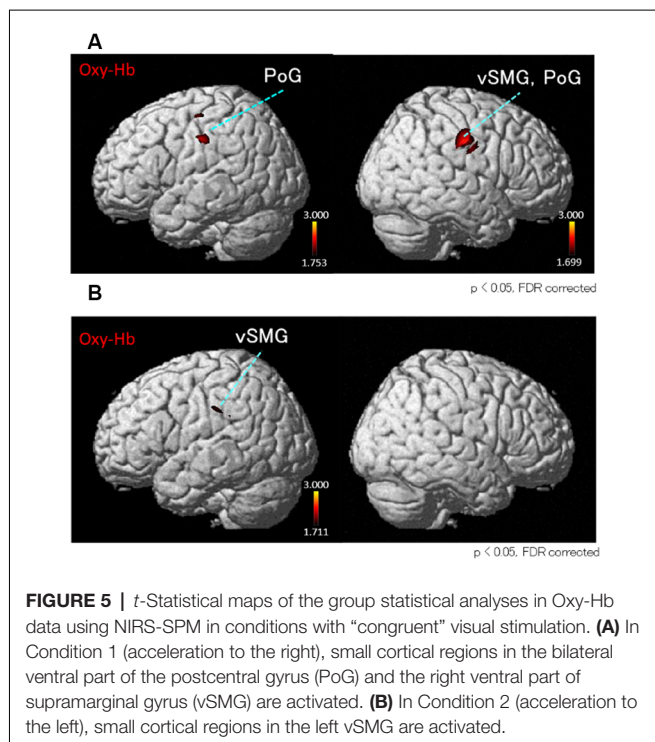 A
Oxy-Hb
PoG
vSMG, PoG
3.000
1.753
3.000
1.699
p < 0.05, FDR corrected
B
Oxy-Hb
vSMG
3.000
1.711
p < 0.05, FDR corrected
FIGURE 5 | t-Statistical maps of the group statistical analyses in Oxy-Hb
data using NIRS-SPM in conditions with “congruent” visual stimulation. (A) In
Condition 1 (acceleration to the right), small cortical regions in the bilateral
ventral part of the postcentral gyrus (PoG) and the right ventral part of
supramarginal gyrus (vSMG) are activated. (B) In Condition 2 (acceleration to
the left), small cortical regions in the left vSMG are activated.